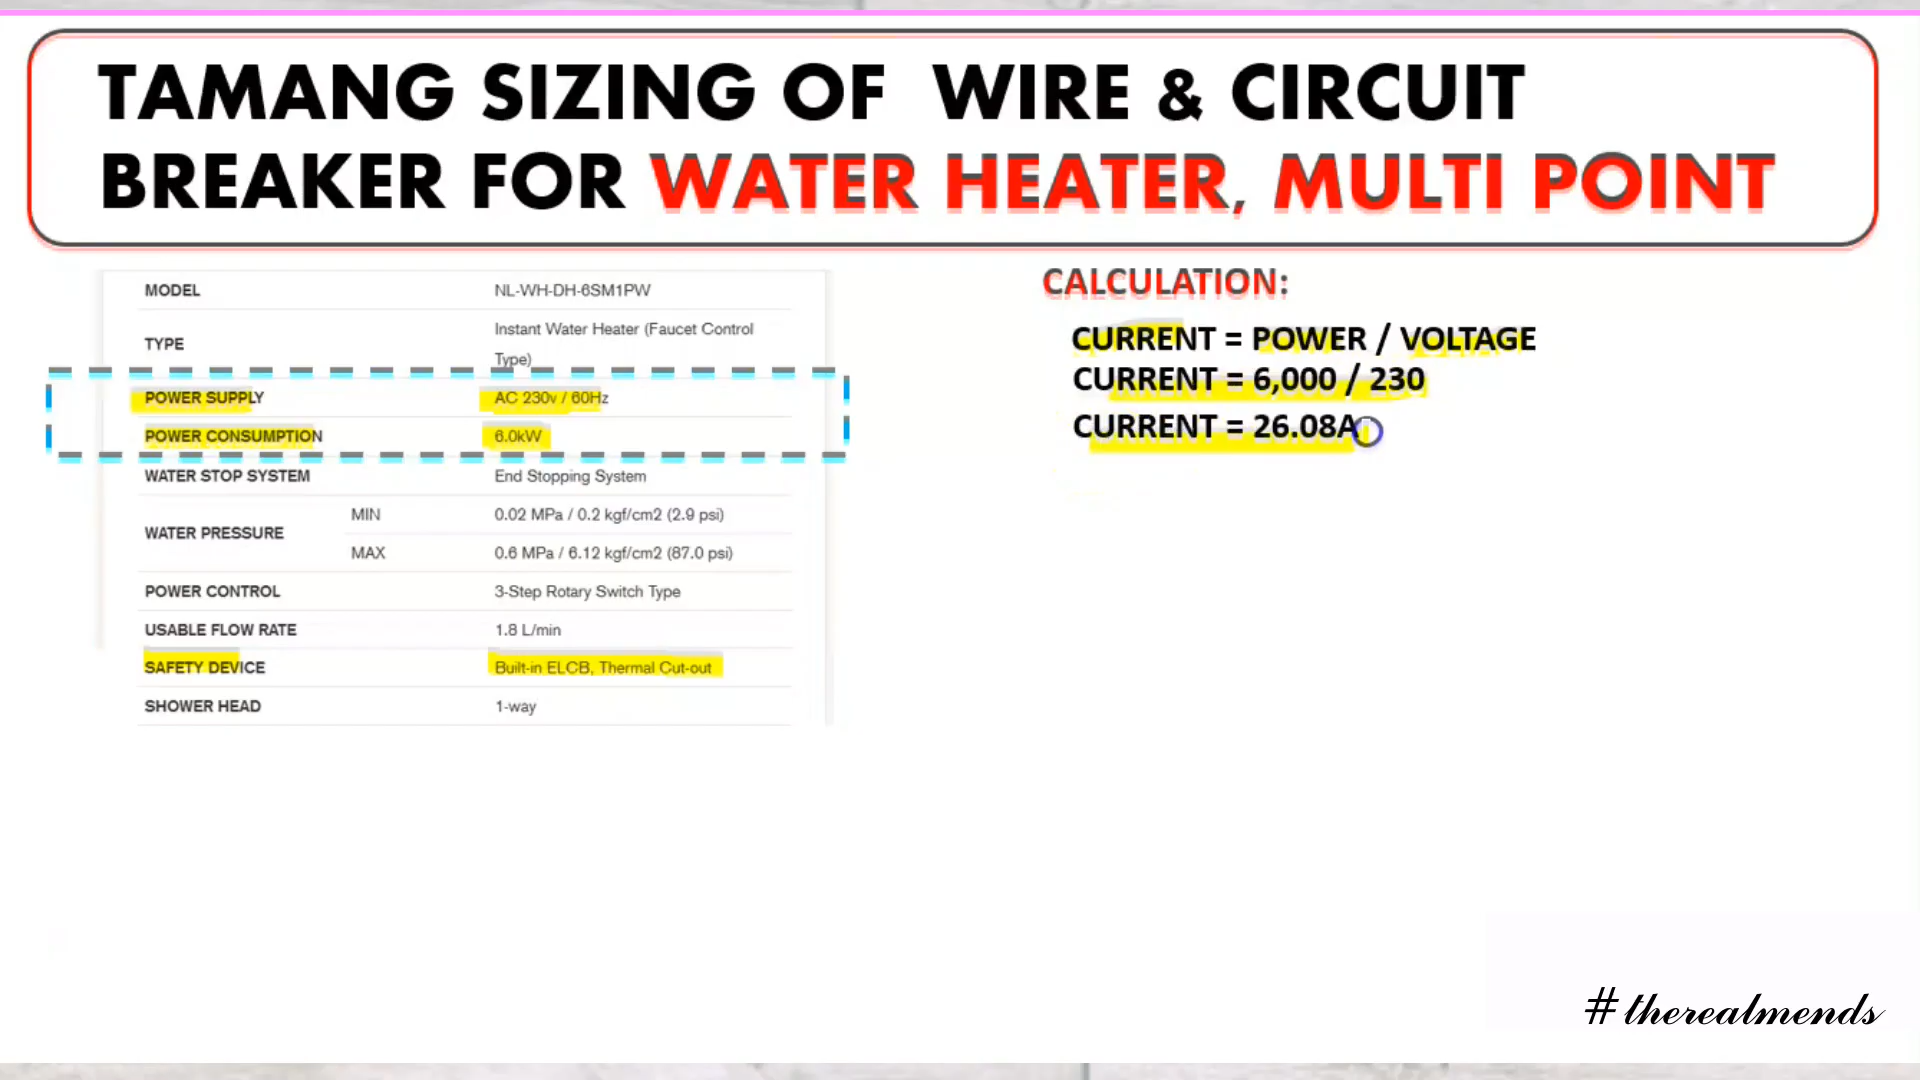 TAMANG SIZING OF WIRE & CIRCUIT
BREAKER FOR WATER HEATER, MULTI POINT
MODEL NL-WH-DH-6SM1PW
TYPE Instant Water Heater (Faucet Control
Type)
POWER SUPPLY AC 230v / 60Hz
POWER CONSUMPTION 6.0kW
WATER STOP SYSTEM End Stopping System
WATER PRESSURE MIN 0.02 MPa / 0.2 kgf/cm2 (2.9 psi)
MAX 0.6 MPa / 6.12 kgf/cm2 (87.0 psi)
POWER CONTROL 3-Step Rotary Switch Type
USABLE FLOW RATE 1.8 L/min
SAFETY DEVICE Built-in ELCB, Thermal Cut-out
SHOWER HEAD 1-way
CALCULATION:
CURRENT = POWER / VOLTAGE
CURRENT = 6,000 / 230
CURRENT = 26.08A
#therealmends